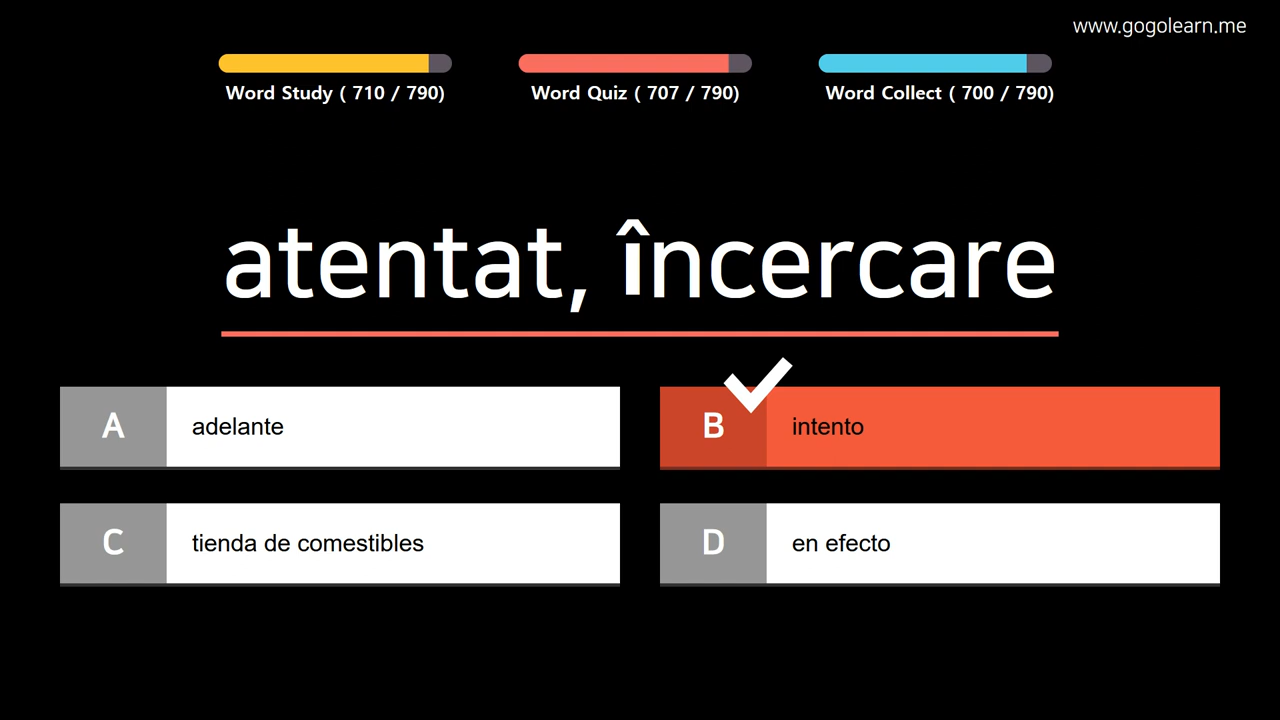 www.gogolearn.me
Word Study ( 710 / 790)
Word Quiz ( 707 / 790)
Word Collect ( 700 / 790)
atentat, încercare
A adelante
B intento
C tienda de comestibles
D en efecto